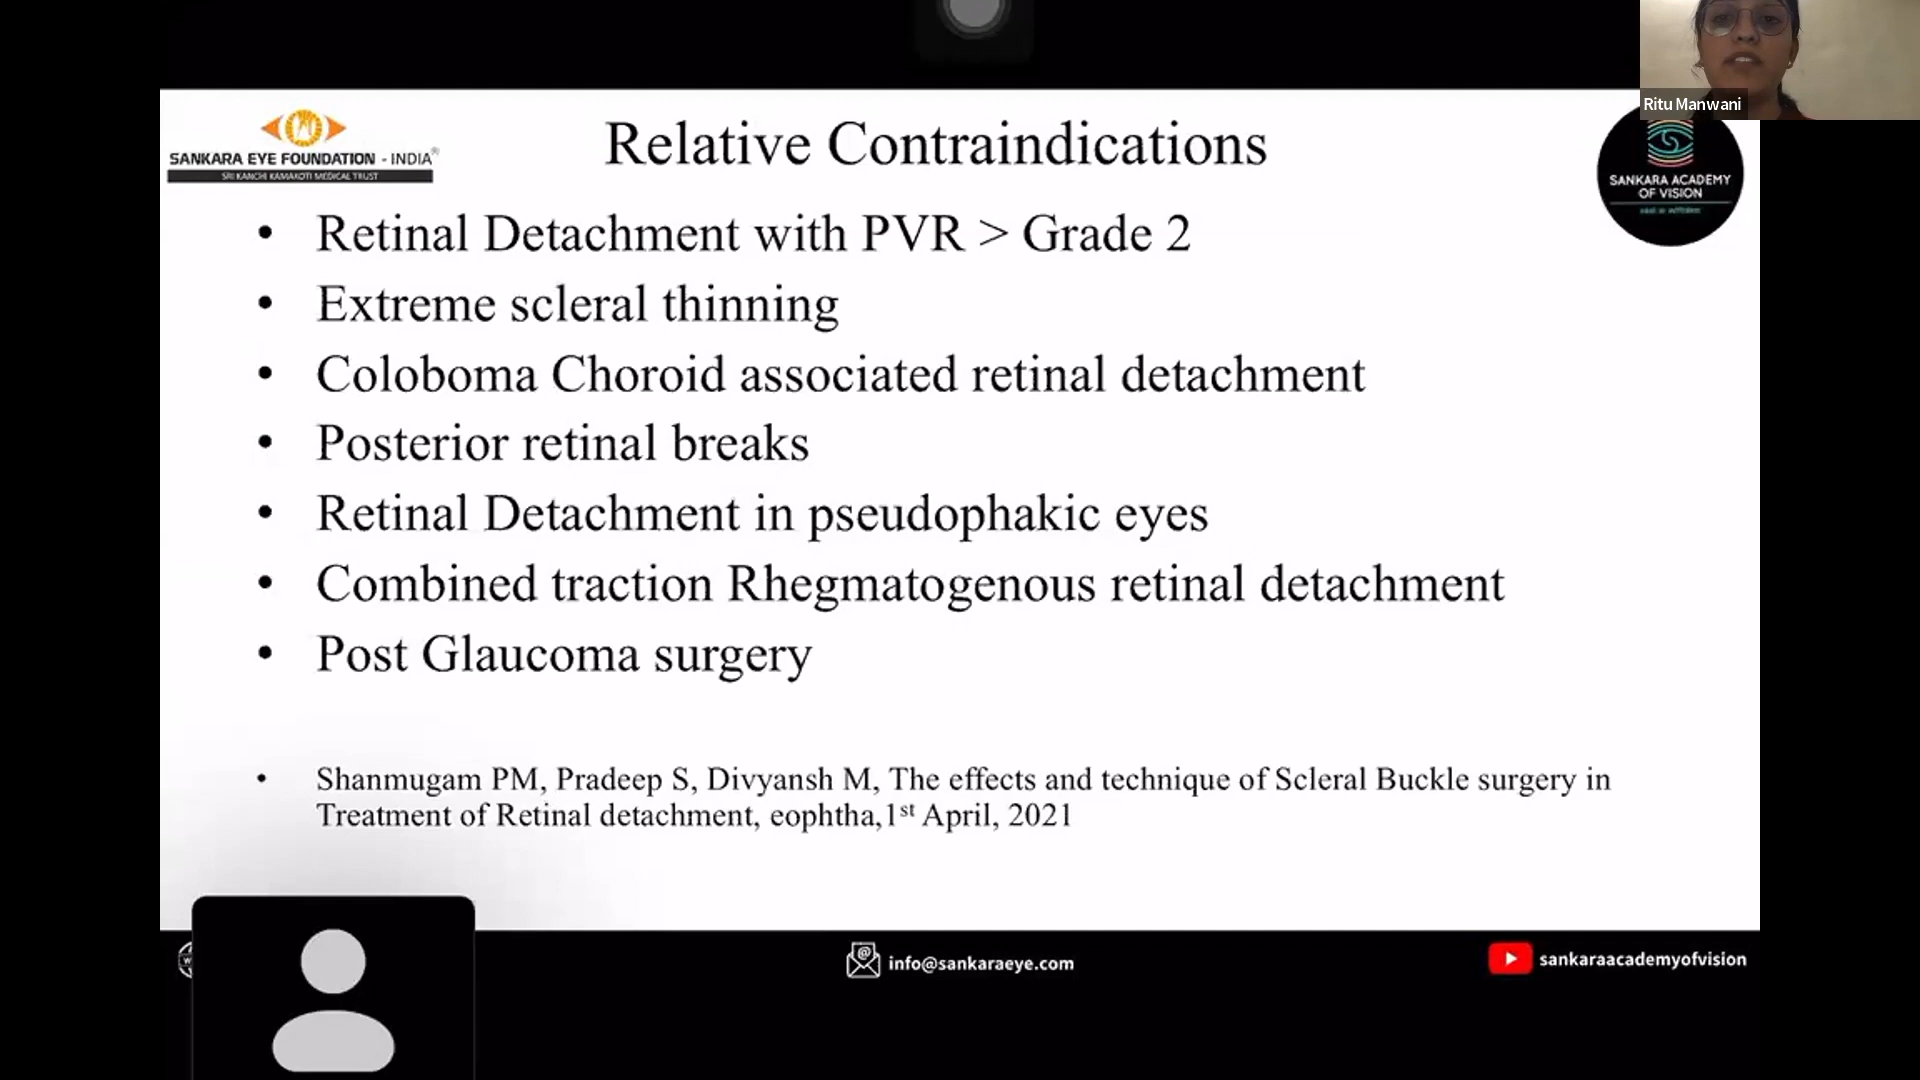 Ritu Manwani
SANKARA EYE FOUNDATION - INDIA®
SRI KANCHI KAMAKOTI MEDICAL TRUST
Relative Contraindications
SANKARA ACADEMY
OF VISION
• Retinal Detachment with PVR > Grade 2
• Extreme scleral thinning
• Coloboma Choroid associated retinal detachment
• Posterior retinal breaks
• Retinal Detachment in pseudophakic eyes
• Combined traction Rhegmatogenous retinal detachment
• Post Glaucoma surgery
• Shanmugam PM, Pradeep S, Divyansh M, The effects and technique of Scleral Buckle surgery in
Treatment of Retinal detachment, eophtha,1st April, 2021
info@sankaraeye.com
sankaraacademyofvision